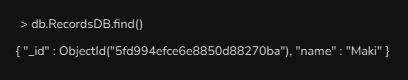 > db.RecordsDB.find()
{ "_id" : ObjectId("5fd994efce6e8850d88270ba"), "name" : "Maki" }